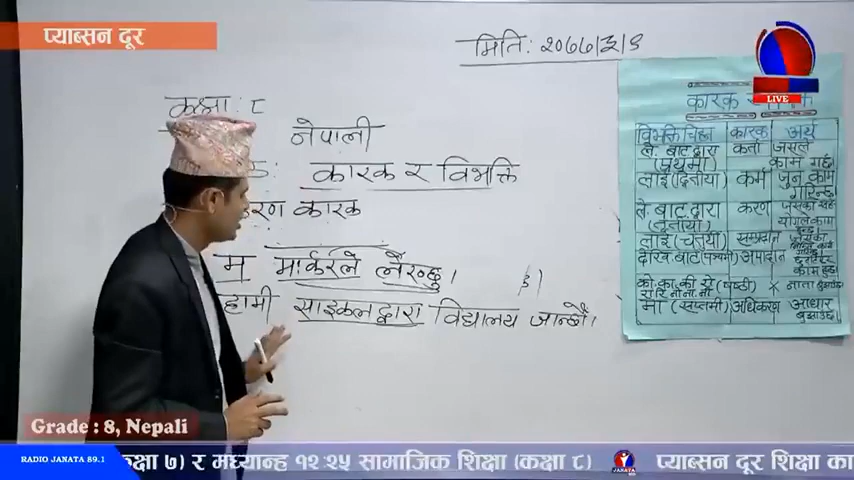 प्याब्सन दूर
LIVE
मिति: २०७७।३।९
कक्षा: ८
नेपाली
कारक र विभक्ति
करण कारक
म मार्करले लेख्छु।
हामी साइकलद्वारा विद्यालय जान्छौं।
कारक
विभक्ति चिह्न कारक अर्थ
ले. बाट द्वारा (प्रथमा) कर्ता जसले काम गर्छ
लाई (द्वितीया) कर्म जुन काम गरिन्छ
ले. बाट द्वारा (तृतीया) करण
लाई (चतुर्थी) सम्प्रदान
देखि. बाट (पञ्चमी) अपादान
को. का. की. रो रा री नो. ना. नी (षष्ठी) × नाता
मा (सप्तमी) अधिकरण आधार बुझाउँछ
Grade : 8, Nepali
RADIO JANATA 89.1
कक्षा ७) र मध्यान्ह १२:२५ सामाजिक शिक्षा (कक्षा ८)
JANATA
प्याब्सन दूर शिक्षा का